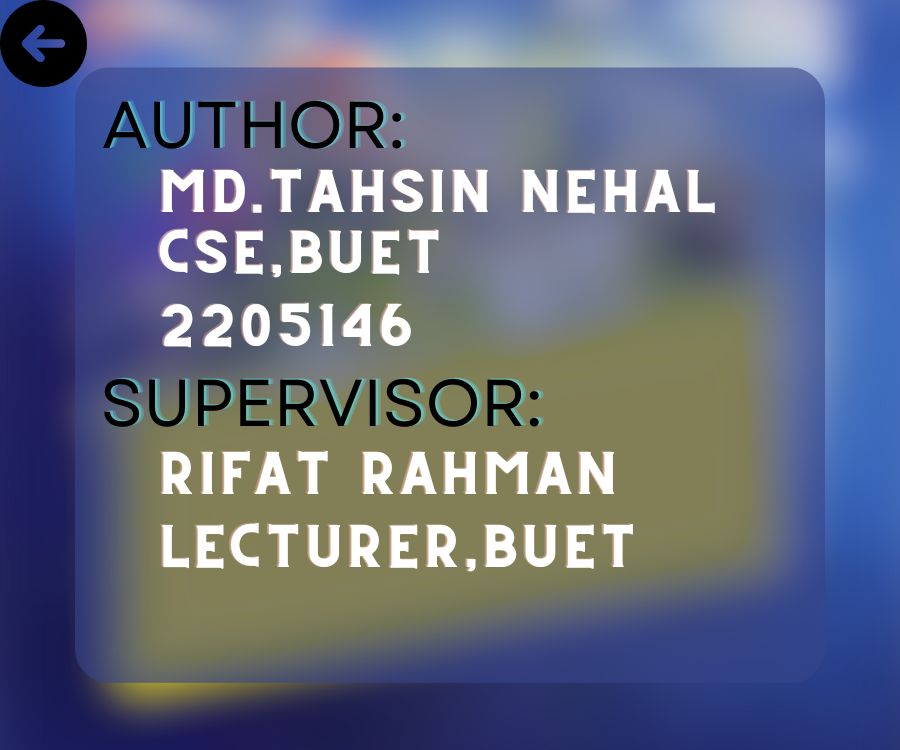 AUTHOR:
MD.TAHSIN NEHAL
CSE,BUET
2205146
SUPERVISOR:
RIFAT RAHMAN
LECTURER,BUET